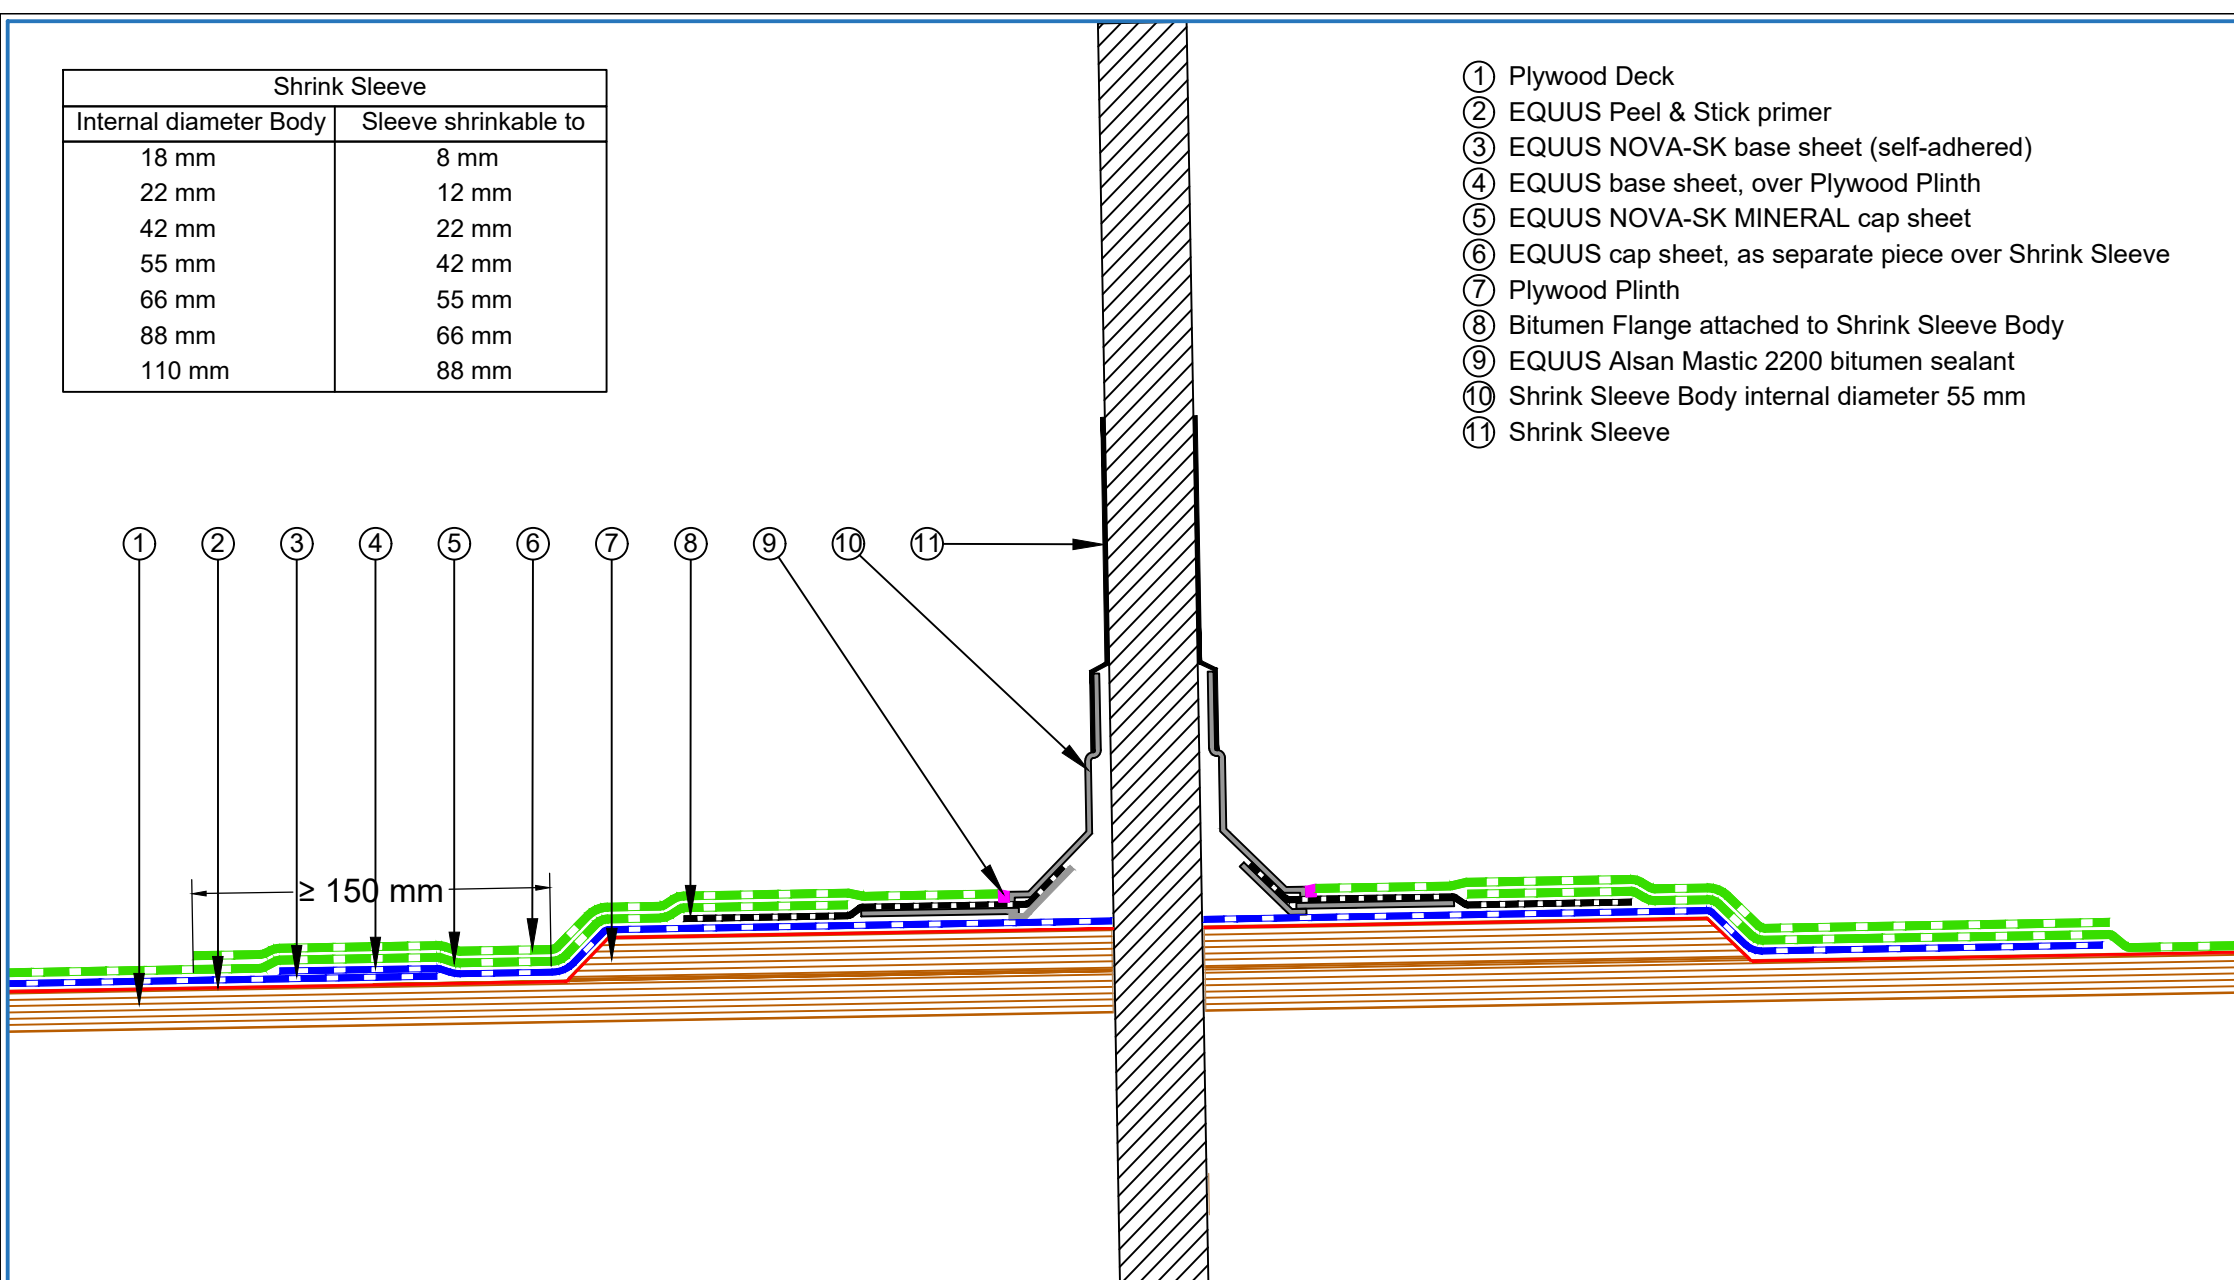 Shrink Sleeve
Internal diameter Body Sleeve shrinkable to
18 mm 8 mm
22 mm 12 mm
42 mm 22 mm
55 mm 42 mm
66 mm 55 mm
88 mm 66 mm
110 mm 88 mm
1 Plywood Deck
2 EQUUS Peel & Stick primer
3 EQUUS NOVA-SK base sheet (self-adhered)
4 EQUUS base sheet, over Plywood Plinth
5 EQUUS NOVA-SK MINERAL cap sheet
6 EQUUS cap sheet, as separate piece over Shrink Sleeve
7 Plywood Plinth
8 Bitumen Flange attached to Shrink Sleeve Body
9 EQUUS Alsan Mastic 2200 bitumen sealant
10 Shrink Sleeve Body internal diameter 55 mm
11 Shrink Sleeve
1 2 3 4 5 6 7 8 9 10 11
≥ 150 mm